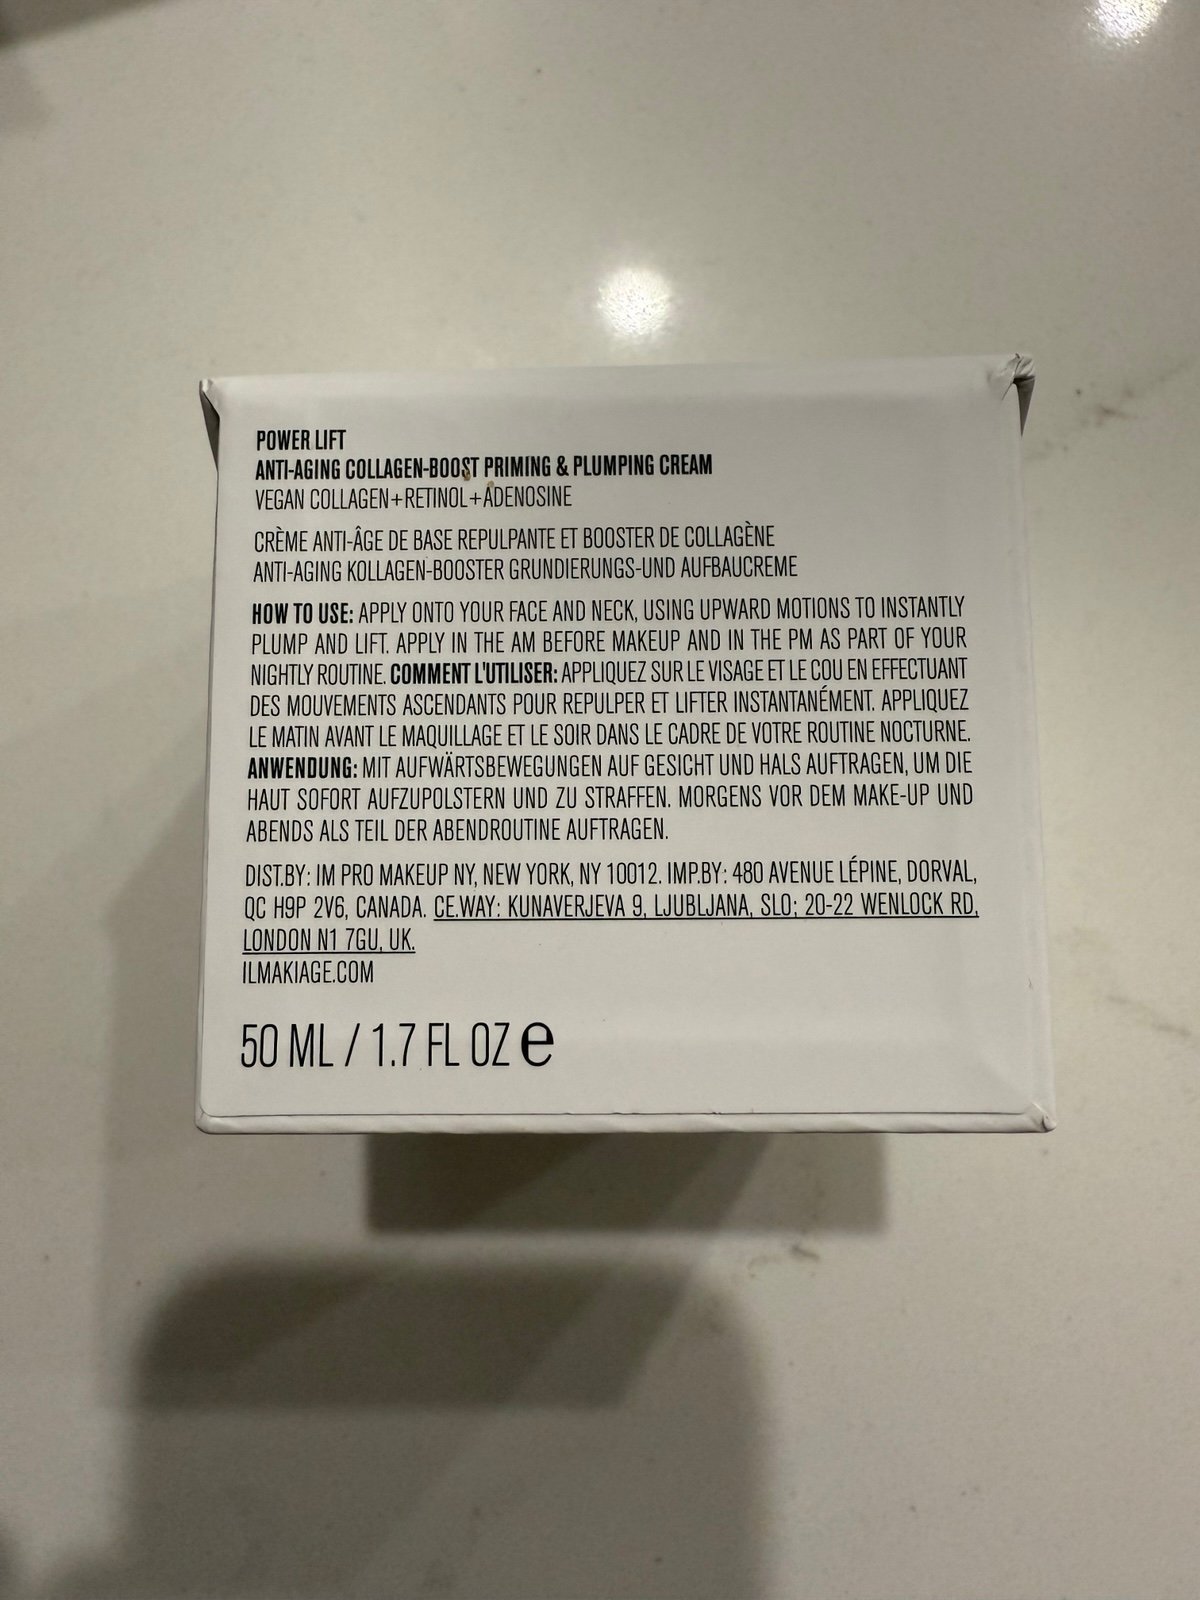 POWER LIFT
ANTI-AGING COLLAGEN-BOOST PRIMING & PLUMPING CREAM
VEGAN COLLAGEN+RETINOL+ADENOSINE
CRÈME ANTI-ÂGE DE BASE REPULPANTE ET BOOSTER DE COLLAGÈNE
ANTI-AGING KOLLAGEN-BOOSTER GRUNDIERUNGS-UND AUFBAUCREME
HOW TO USE: APPLY ONTO YOUR FACE AND NECK, USING UPWARD MOTIONS TO INSTANTLY
PLUMP AND LIFT. APPLY IN THE AM BEFORE MAKEUP AND IN THE PM AS PART OF YOUR
NIGHTLY ROUTINE. COMMENT L'UTILISER: APPLIQUEZ SUR LE VISAGE ET LE COU EN EFFECTUANT
DES MOUVEMENTS ASCENDANTS POUR REPULPER ET LIFTER INSTANTANÉMENT. APPLIQUEZ
LE MATIN AVANT LE MAQUILLAGE ET LE SOIR DANS LE CADRE DE VOTRE ROUTINE NOCTURNE.
ANWENDUNG: MIT AUFWÄRTSBEWEGUNGEN AUF GESICHT UND HALS AUFTRAGEN, UM DIE
HAUT SOFORT AUFZUPOLSTERN UND ZU STRAFFEN. MORGENS VOR DEM MAKE-UP UND
ABENDS ALS TEIL DER ABENDROUTINE AUFTRAGEN.
DIST.BY: IM PRO MAKEUP NY, NEW YORK, NY 10012. IMP.BY: 480 AVENUE LÉPINE, DORVAL,
QC H9P 2V6, CANADA. CE.WAY: KUNAVERJEVA 9, LJUBLJANA, SLO; 20-22 WENLOCK RD,
LONDON N1 7GU, UK.
ILMAKIAGE.COM
50 ML / 1.7 FL OZ e